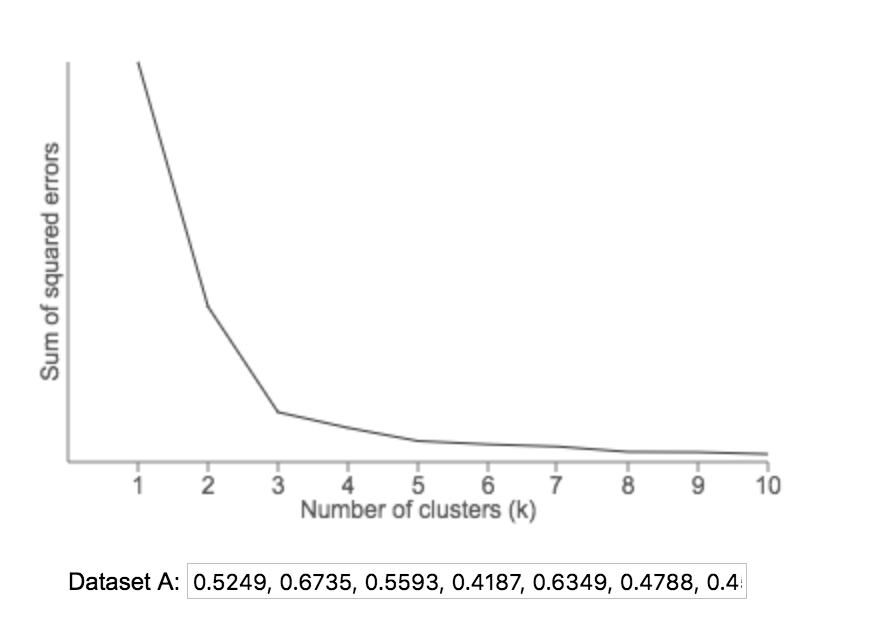 Sum of squared errors
1 2 3 4 5 6 7 8 9 10
Number of clusters (k)
Dataset A: 0.5249, 0.6735, 0.5593, 0.4187, 0.6349, 0.4788,